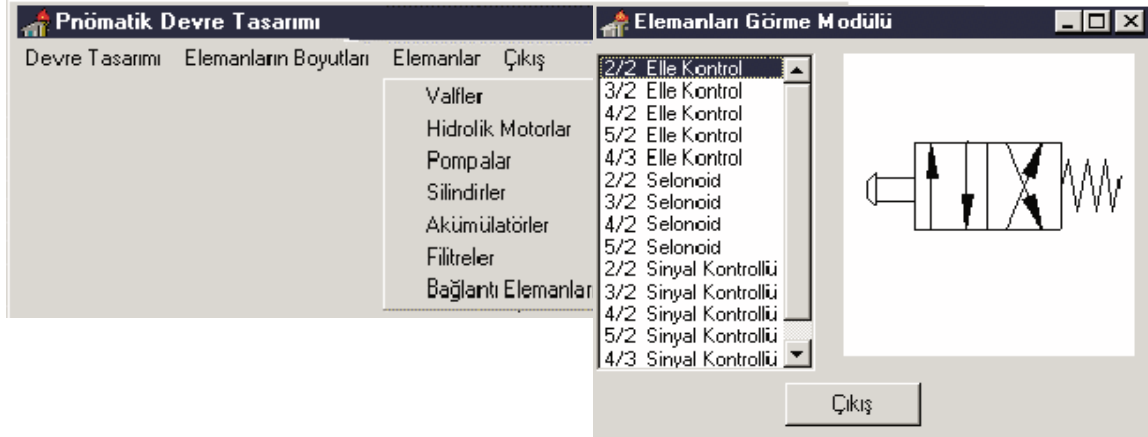 Pnömatik Devre Tasarımı
Devre Tasarımı Elemanların Boyutları Elemanlar Çıkış
Valfler
Hidrolik Motorlar
Pompalar
Silindirler
Akümülatörler
Filitreler
Bağlantı Elemanlar
Elemanları Görme Modülü
2/2 Elle Kontrol
3/2 Elle Kontrol
4/2 Elle Kontrol
5/2 Elle Kontrol
4/3 Elle Kontrol
2/2 Selonoid
3/2 Selonoid
4/2 Selonoid
5/2 Selonoid
2/2 Sinyal Kontrollü
3/2 Sinyal Kontrollü
4/2 Sinyal Kontrollü
5/2 Sinyal Kontrollü
4/3 Sinyal Kontrollü
Çıkış